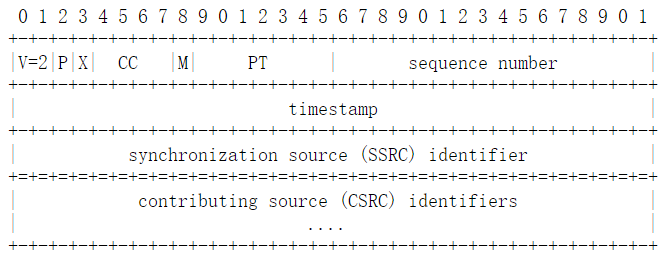 0 1 2 3 4 5 6 7 8 9 0 1 2 3 4 5 6 7 8 9 0 1 2 3 4 5 6 7 8 9 0 1
+-+-+-+-+-+-+-+-+-+-+-+-+-+-+-+-+-+-+-+-+-+-+-+-+-+-+-+-+-+-+-+-+
|V=2|P|X|  CC   |M|     PT      |       sequence number         |
+-+-+-+-+-+-+-+-+-+-+-+-+-+-+-+-+-+-+-+-+-+-+-+-+-+-+-+-+-+-+-+-+
|                           timestamp                           |
+-+-+-+-+-+-+-+-+-+-+-+-+-+-+-+-+-+-+-+-+-+-+-+-+-+-+-+-+-+-+-+-+
|           synchronization source (SSRC) identifier            |
+=+=+=+=+=+=+=+=+=+=+=+=+=+=+=+=+=+=+=+=+=+=+=+=+=+=+=+=+=+=+=+=+
|            contributing source (CSRC) identifiers             |
|                             ....                              |
+-+-+-+-+-+-+-+-+-+-+-+-+-+-+-+-+-+-+-+-+-+-+-+-+-+-+-+-+-+-+-+-+